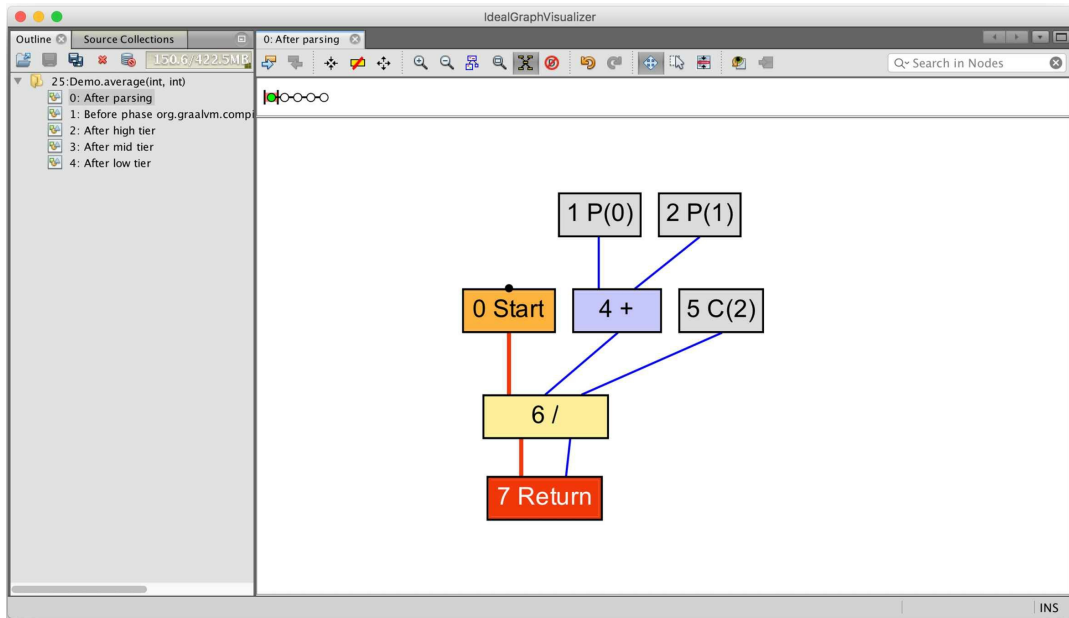 IdealGraphVisualizer
Outline
Source Collections
0: After parsing
150.6/422.5MB
Search in Nodes
25:Demo.average(int, int)
0: After parsing
1: Before phase org.graalvm.compi
2: After high tier
3: After mid tier
4: After low tier
1 P(0)
2 P(1)
0 Start
4 +
5 C(2)
6 /
7 Return
INS